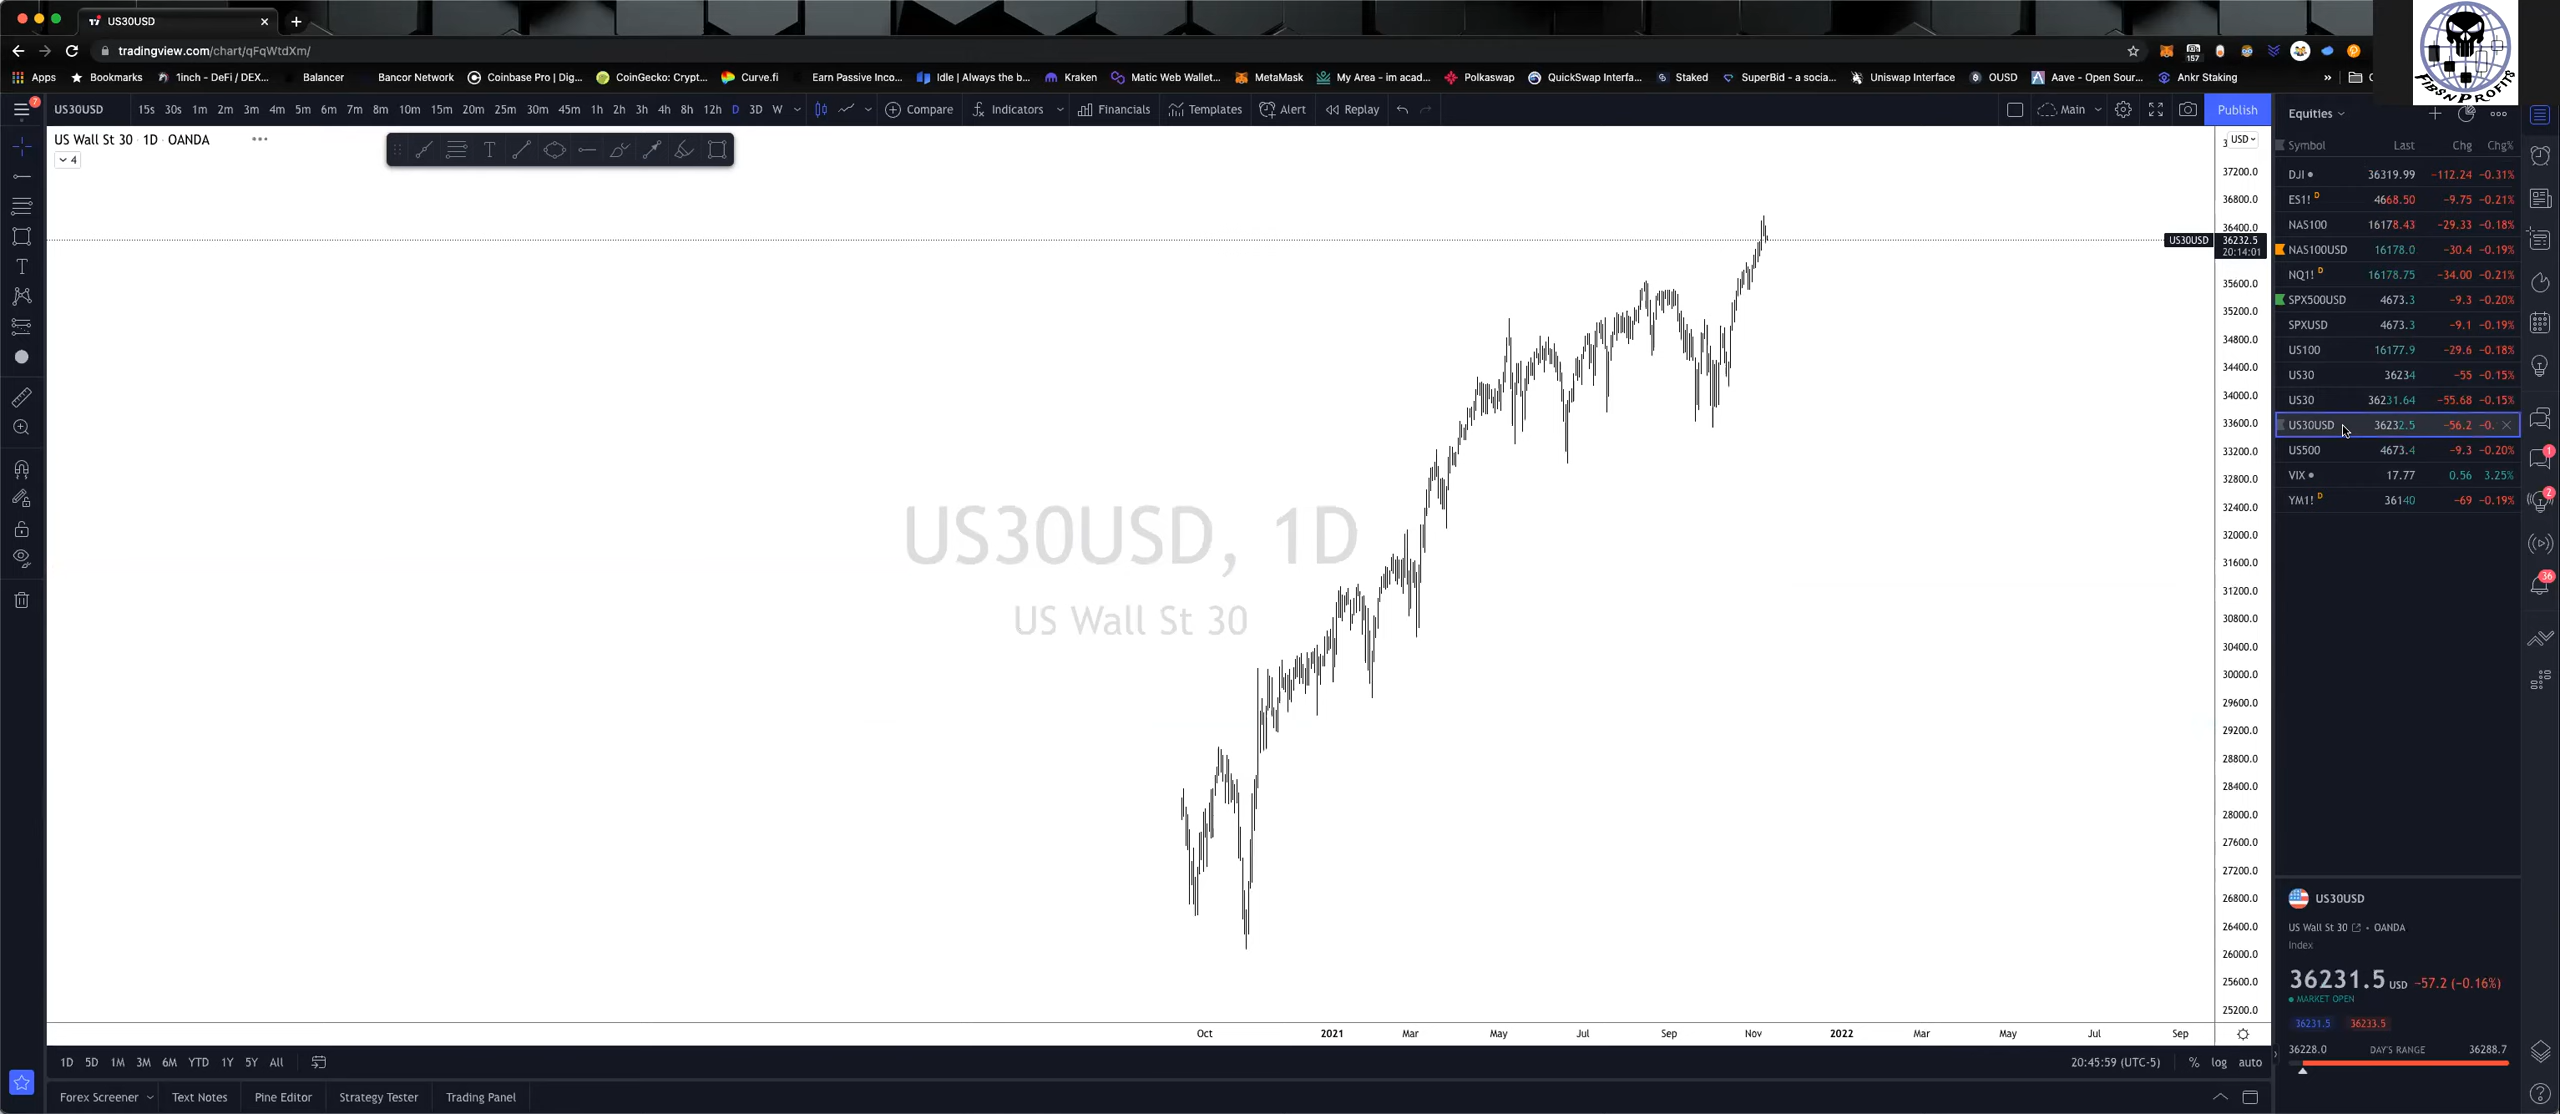 US30USD
tradingview.com/chart/qFqWtdXm/
Apps Bookmarks 1inch - DeFi / DEX... Balancer Bancor Network Coinbase Pro | Dig... CoinGecko: Crypt... Curve.fi Earn Passive Inco... Idle | Always the b... Kraken Matic Web Wallet... MetaMask My Area - im acad... Polkaswap QuickSwap Interfa... Staked SuperBid - a socia... Uniswap Interface OUSD Aave - Open Sour... Ankr Staking »
FIBSNPROFITS
157
7
US30USD 15s 30s 1m 2m 3m 4m 5m 6m 7m 8m 10m 15m 20m 25m 30m 45m 1h 2h 3h 4h 8h 12h D 3D W Compare Indicators Financials Templates Alert Replay Main Publish
US Wall St 30 · 1D · OANDA
4
USD
37200.0
36800.0
36400.0
US30USD 36232.5
20:14:01
35600.0
35200.0
34800.0
34400.0
34000.0
33600.0
33200.0
32800.0
32400.0
32000.0
31600.0
31200.0
30800.0
30400.0
30000.0
29600.0
29200.0
28800.0
28400.0
28000.0
27600.0
27200.0
26800.0
26400.0
26000.0
25600.0
25200.0
US30USD, 1D
US Wall St 30
Oct 2021 Mar May Jul Sep Nov 2022 Mar May Jul Sep
1D 5D 1M 3M 6M YTD 1Y 5Y All
20:45:59 (UTC-5) % log auto
Forex Screener Text Notes Pine Editor Strategy Tester Trading Panel
Equities
Symbol Last Chg Chg%
DJI 36319.99 −112.24 −0.31%
ES1! D 4668.50 −9.75 −0.21%
NAS100 16178.43 −29.33 −0.18%
NAS100USD 16178.0 −30.4 −0.19%
NQ1! D 16178.75 −34.00 −0.21%
SPX500USD 4673.3 −9.3 −0.20%
SPXUSD 4673.3 −9.1 −0.19%
US100 16177.9 −29.6 −0.18%
US30 36234 −55 −0.15%
US30 36231.64 −55.68 −0.15%
US30USD 36232.5 −56.2 −0.
US500 4673.4 −9.3 −0.20%
VIX 17.77 0.56 3.25%
YM1! D 36140 −69 −0.19%
1
2
36
US30USD
US Wall St 30 • OANDA
Index
36231.5 USD −57.2 (−0.16%)
MARKET OPEN
36231.5 36233.5
36228.0 DAY'S RANGE 36288.7